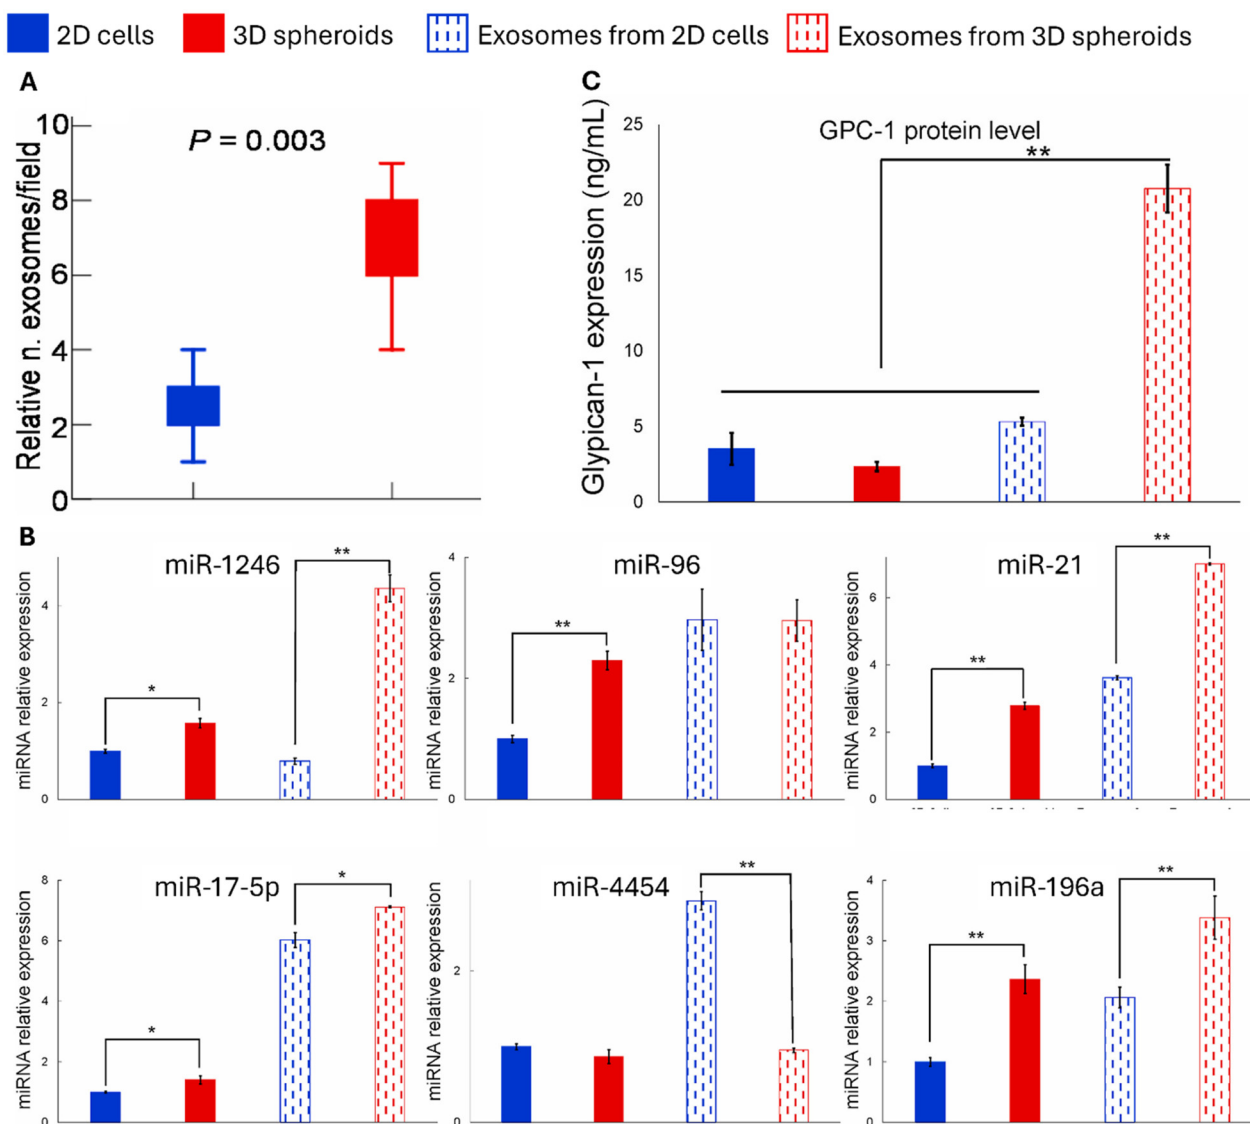 2D cells 3D spheroids Exosomes from 2D cells Exosomes from 3D spheroids
A
P = 0.003
Relative n. exosomes/field
10
8
6
4
2
0
C
GPC-1 protein level
**
Glypican-1 expression (ng/mL)
25
20
15
10
5
0
B
miR-1246
**
*
miRNA relative expression
4
2
0
miR-96
**
miRNA relative expression
4
2
0
miR-21
**
**
miRNA relative expression
6
4
2
0
miR-17-5p
*
*
miRNA relative expression
8
6
4
2
0
miR-4454
**
miRNA relative expression
2
0
miR-196a
**
**
miRNA relative expression
4
3
2
1
0